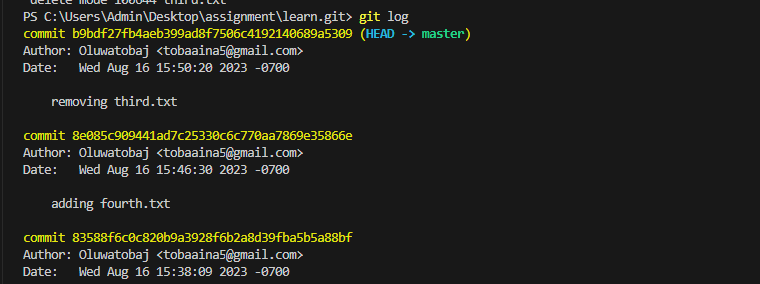 delete mode 100644 third.txt
PS C:\Users\Admin\Desktop\assignment\learn.git> git log
commit b9bdf27fb4aeb399ad8f7506c4192140689a5309 (HEAD -> master)
Author: Oluwatobaj <tobaaina5@gmail.com>
Date:   Wed Aug 16 15:50:20 2023 -0700
removing third.txt
commit 8e085c909441ad7c25330c6c770aa7869e35866e
Author: Oluwatobaj <tobaaina5@gmail.com>
Date:   Wed Aug 16 15:46:30 2023 -0700
adding fourth.txt
commit 83588f6c0c820b9a3928f6b2a8d39fba5b5a88bf
Author: Oluwatobaj <tobaaina5@gmail.com>
Date:   Wed Aug 16 15:38:09 2023 -0700